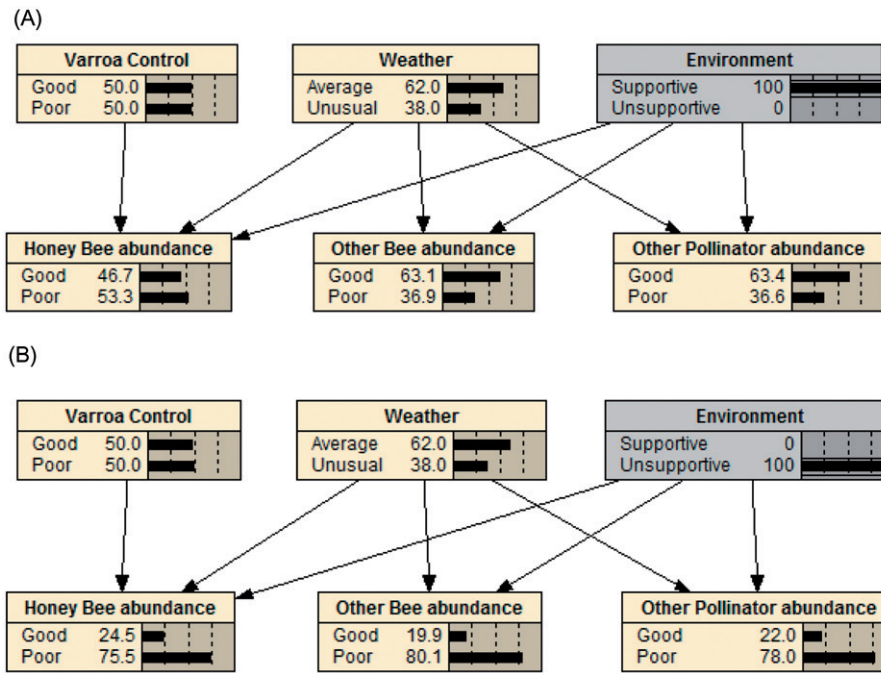 (A)
Varroa Control
Good 50.0
Poor 50.0
Weather
Average 62.0
Unusual 38.0
Environment
Supportive 100
Unsupportive 0
Honey Bee abundance
Good 46.7
Poor 53.3
Other Bee abundance
Good 63.1
Poor 36.9
Other Pollinator abundance
Good 63.4
Poor 36.6
(B)
Varroa Control
Good 50.0
Poor 50.0
Weather
Average 62.0
Unusual 38.0
Environment
Supportive 0
Unsupportive 100
Honey Bee abundance
Good 24.5
Poor 75.5
Other Bee abundance
Good 19.9
Poor 80.1
Other Pollinator abundance
Good 22.0
Poor 78.0